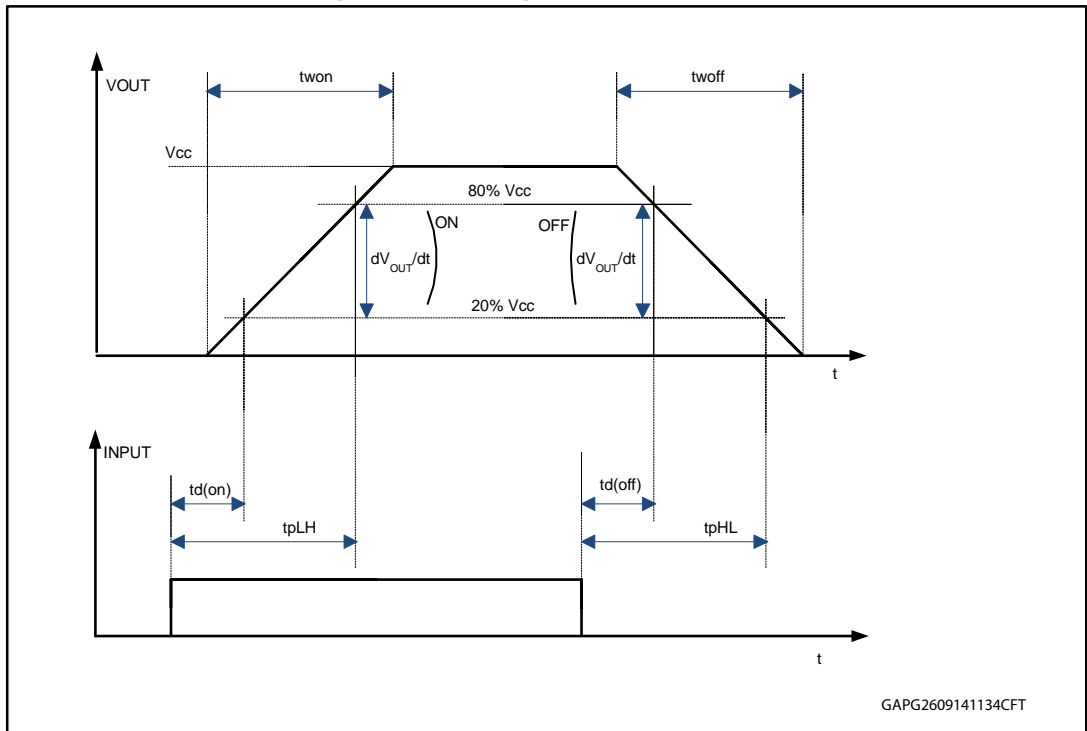 twon
twoff
VOUT
Vcc
80% Vcc
ON
OFF
dVOUT/dt
dVOUT/dt
20% Vcc
t
INPUT
td(on)
td(off)
tpLH
tpHL
t
GAPG2609141134CFT